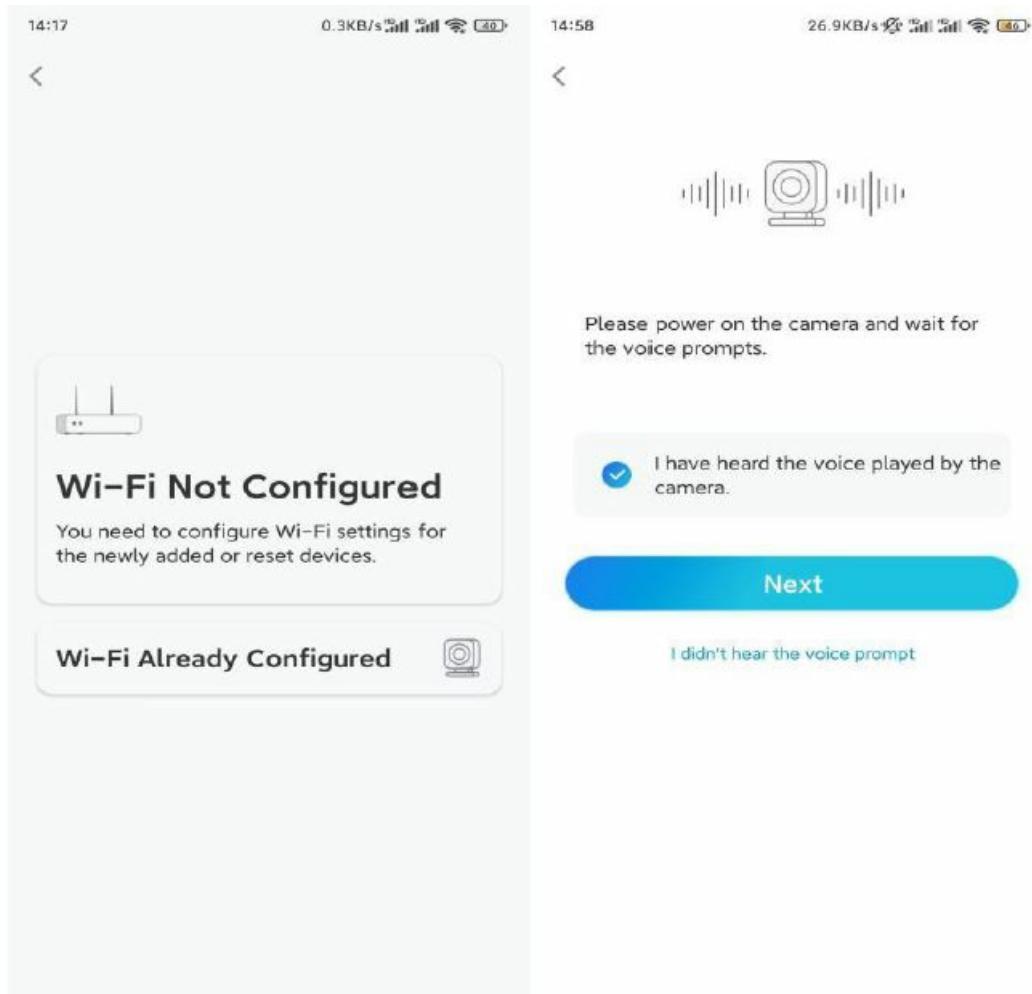 14:17
0.3KB/s
40
Wi-Fi Not Configured
You need to configure Wi-Fi settings for
the newly added or reset devices.
Wi-Fi Already Configured
14:58
26.9KB/s
46
Please power on the camera and wait for
the voice prompts.
I have heard the voice played by the
camera.
Next
I didn't hear the voice prompt